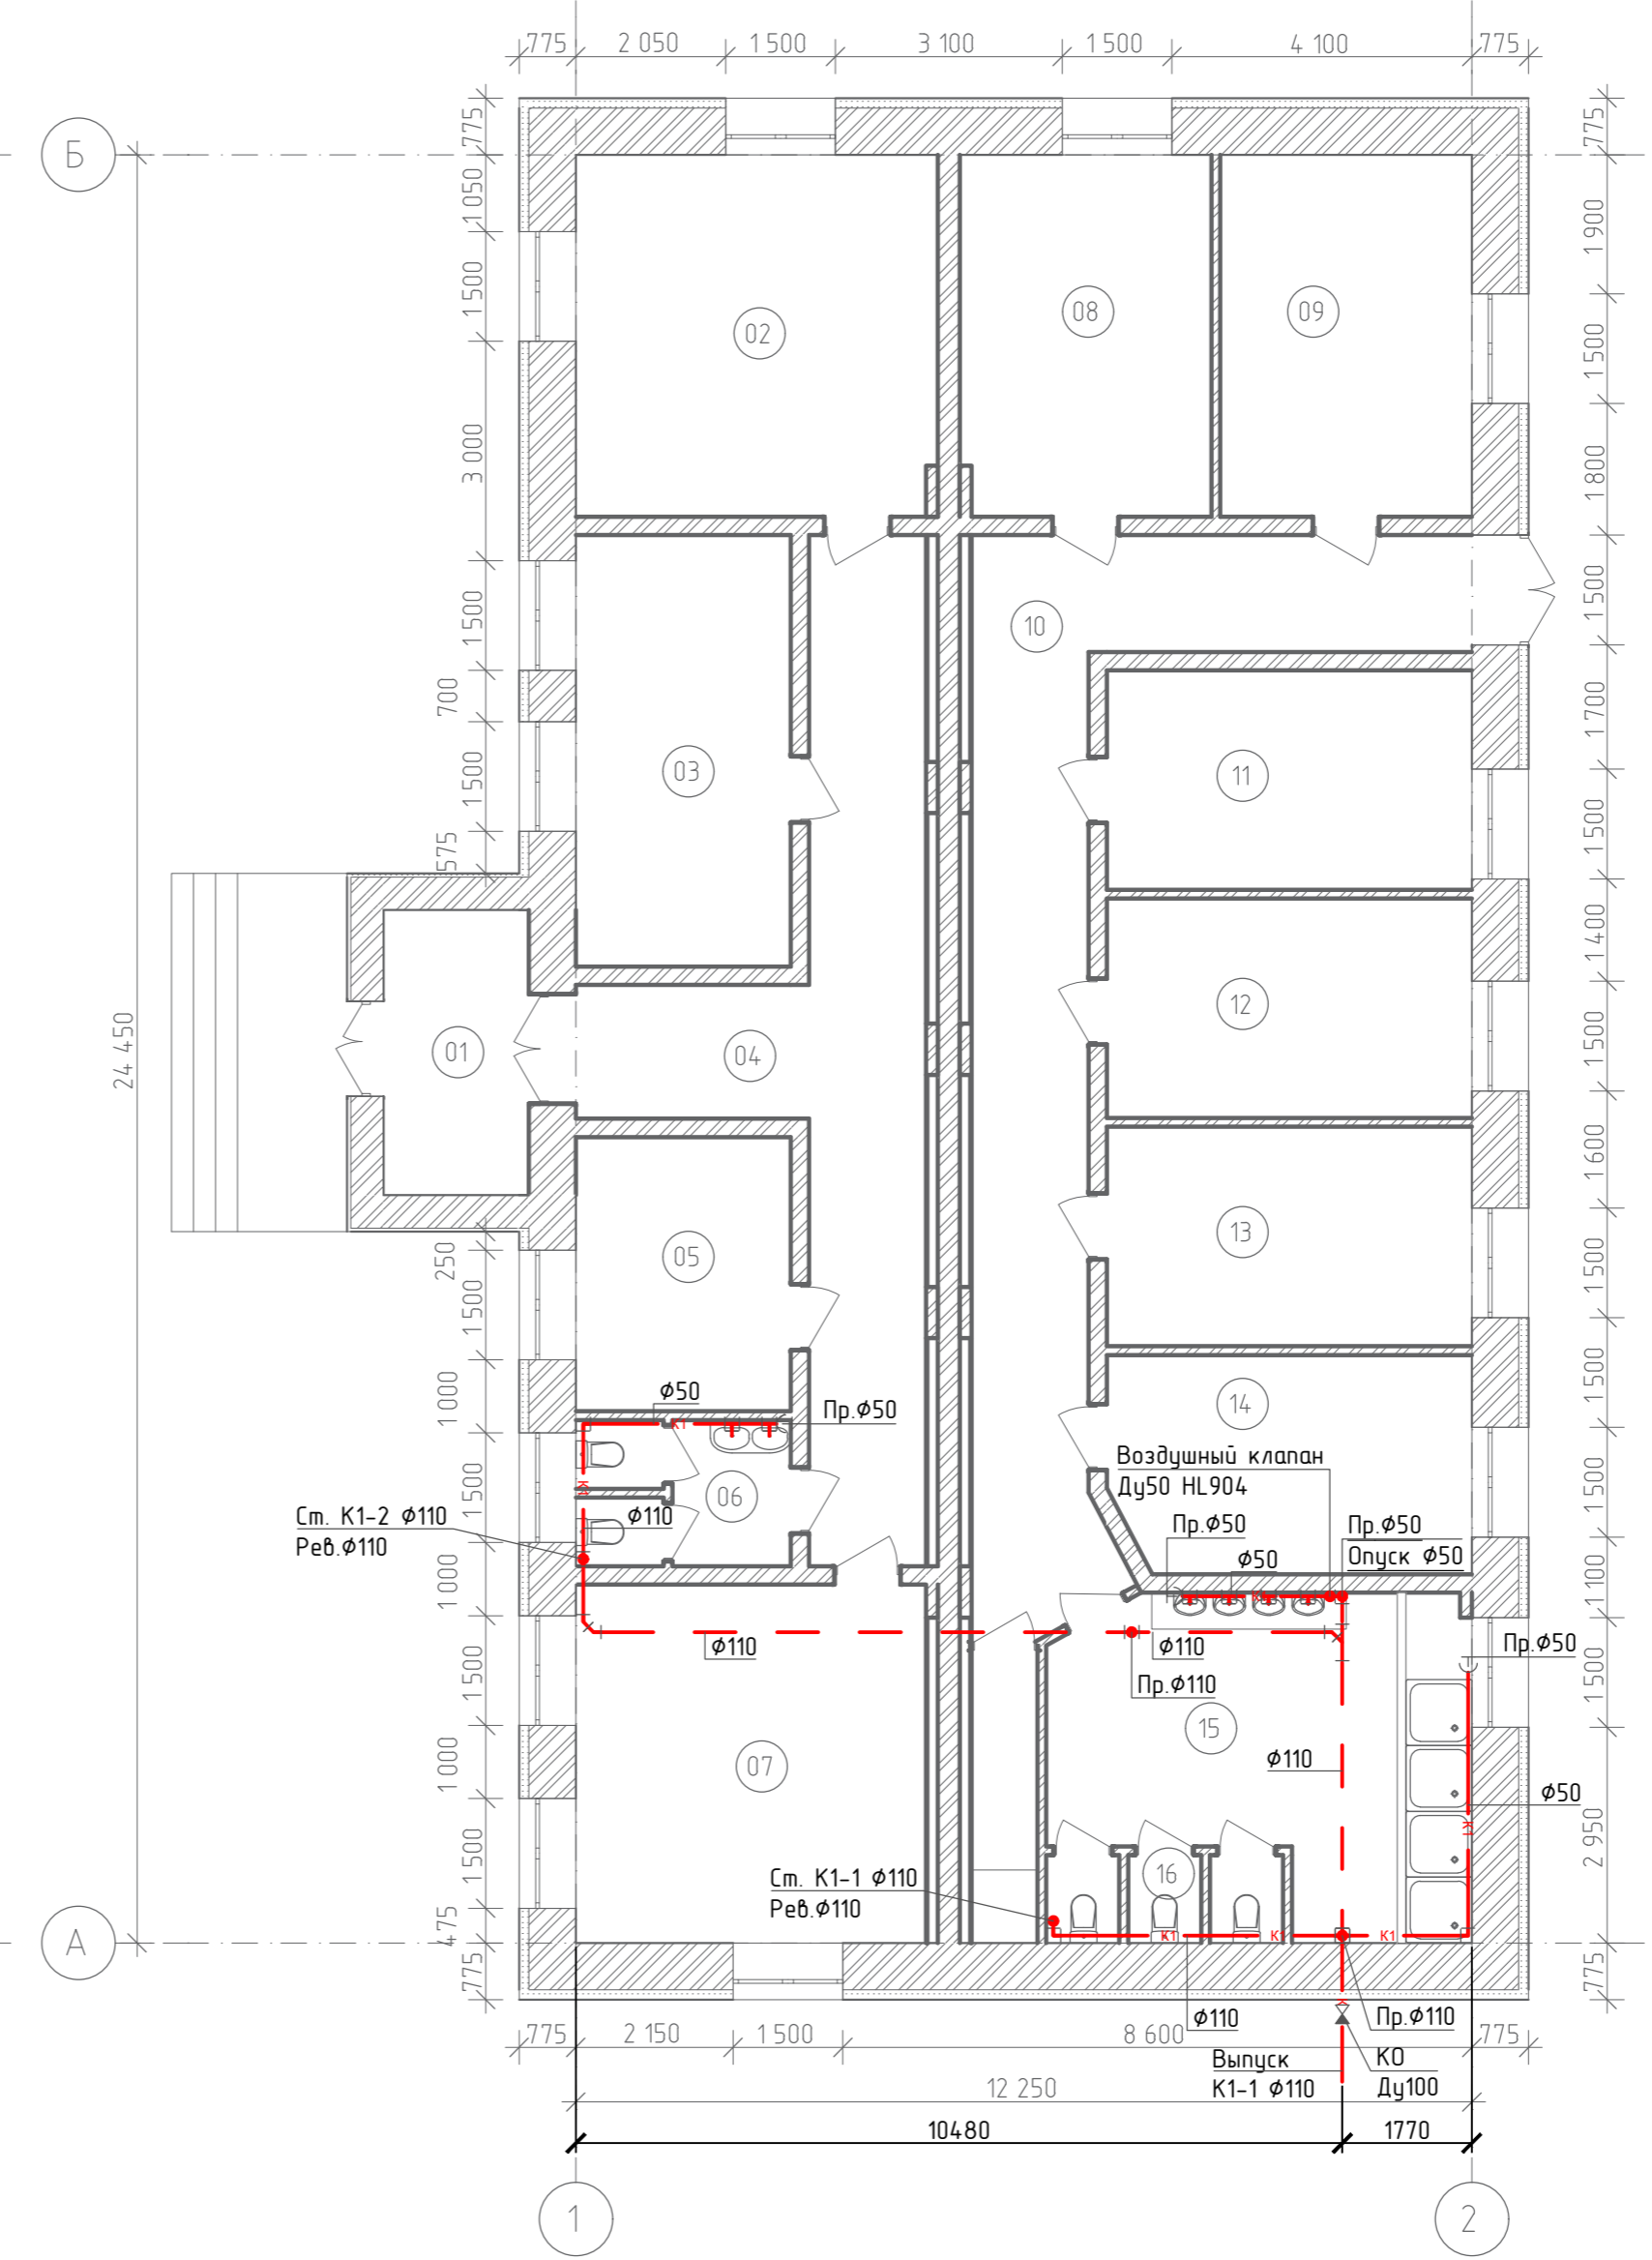 775 2 050 1 500 3 100 1 500 4 100 775
775
Б
1 050
1 500
3 000
1 500
700
1 500
575
24 450
250
1 500
1 000
1 500
1 000
1 500
1 000
1 500
475
775
А
775
1 900
1 500
1 800
1 500
1 700
1 500
1 400
1 500
1 600
1 500
1 500
1 500
1 100
1 500
2 950
775
02
08
09
10
03
11
01
04
12
05
13
14
Ф50
К1
Пр.Ф50
К1
06
Ф110
Ст. К1-2 Ф110
Рев.Ф110
Воздушный клапан
Ду50 HL904
Пр.Ф50
Ф50
К1
Пр.Ф50
Опуск Ф50
Ф110
Ф110
Пр.Ф110
Пр.Ф50
15
07
Ф110
Ф50
К1
16
Ст. К1-1 Ф110
Рев.Ф110
К1 К1 К1
Ф110
Пр.Ф110
Выпуск
К1-1 Ф110
КО
Ду100
775 2 150 1 500 8 600 775
12 250
10480 1770
1 2